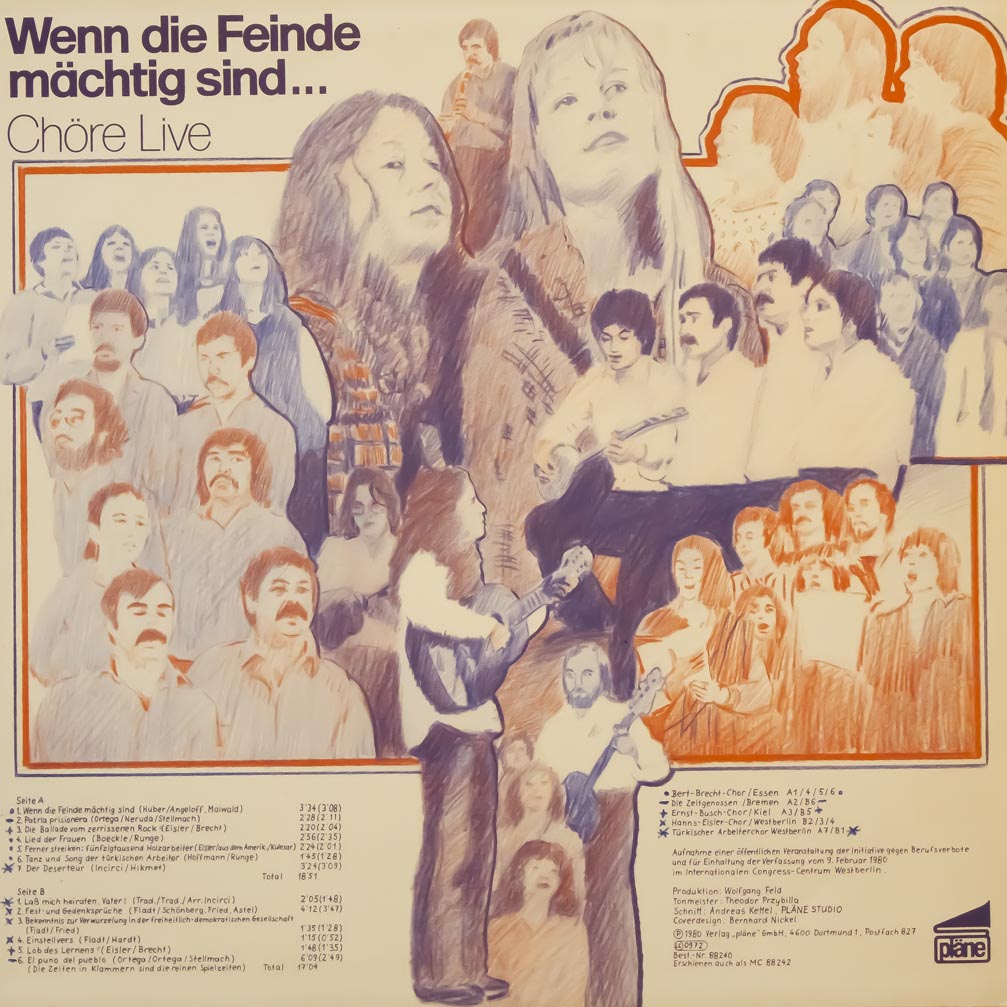 Wenn die Feinde
mächtig sind...
Chöre Live
Seite A
• 1. Wenn die Feinde mächtig sind (Huber/Angeloff, Maiwald) 3'34 (3'08)
– 2. Patria prisionera (Ortega/Neruda/Stellmach) 2'28 (2'11)
+ 3. Die Ballade vom zerrissenen Rock (Eisler/Brecht) 2'20 (2'04)
• 4. Lied der Frauen (Boeckle/Runge) 2'56 (2'35)
• 5. Ferner streiken: fünfzigtausend Holzarbeiter (Eisler/aus dem Amerik./Kuiesar) 2'24 (2'01)
• 6. Tanz und Song der türkischen Arbeiter (Hoffmann/Runge) 1'45 (1'28)
* 7. Der Deserteur (Incirci/Hikmet) 3'24 (3'09)
Total 18'51
Seite B
* 1. Laß mich heiraten, Vater! (Trad./Trad./Arr. Incirci) 2'05 (1'48)
x 2. Fest- und Gedenksprüche (Fladt/Schönberg, Fried, Astel) 4'12 (3'47)
x 3. Bekenntnis zur Verwurzelung in der freiheitlich-demokratischen Gesellschaft
(Fladt/Fried) 1'35 (1'28)
x 4. Einstellvers (Fladt/Hardt) 1'15 (0'52)
+ 5. Lob des Lernens (Eisler/Brecht) 1'48 (1'35)
– 6. El puno del pueblo (Ortega/Ortega/Stellmach) 6'09 (2'49)
(Die Zeiten in Klammern sind die reinen Spielzeiten) Total 17'04
• Bert-Brecht-Chor/Essen A1/4/5/6 •
– Die Zeitgenossen/Bremen A2/B6 –
+ Ernst-Busch-Chor/Kiel A3/B5 +
x Hanns-Eisler-Chor/Westberlin B2/3/4
* Türkischer Arbeiterchor Westberlin A7/B1 *
Aufnahme einer öffentlichen Veranstaltung der Initiative gegen Berufsverbote
und für Einhaltung der Verfassung vom 9. Februar 1980
im Internationalen Congress-Centrum Westberlin.
Produktion: Wolfgang Feld
Tonmeister: Theodor Przybilla
Schnitt: Andreas Kettel, PLÄNE STUDIO
Coverdesign: Bernhard Nickel
℗ 1980 Verlag „pläne" GmbH, 4600 Dortmund 1, Postfach 827
LC 0972
Best.-Nr. 88240
Erschienen auch als MC 88242
pläne